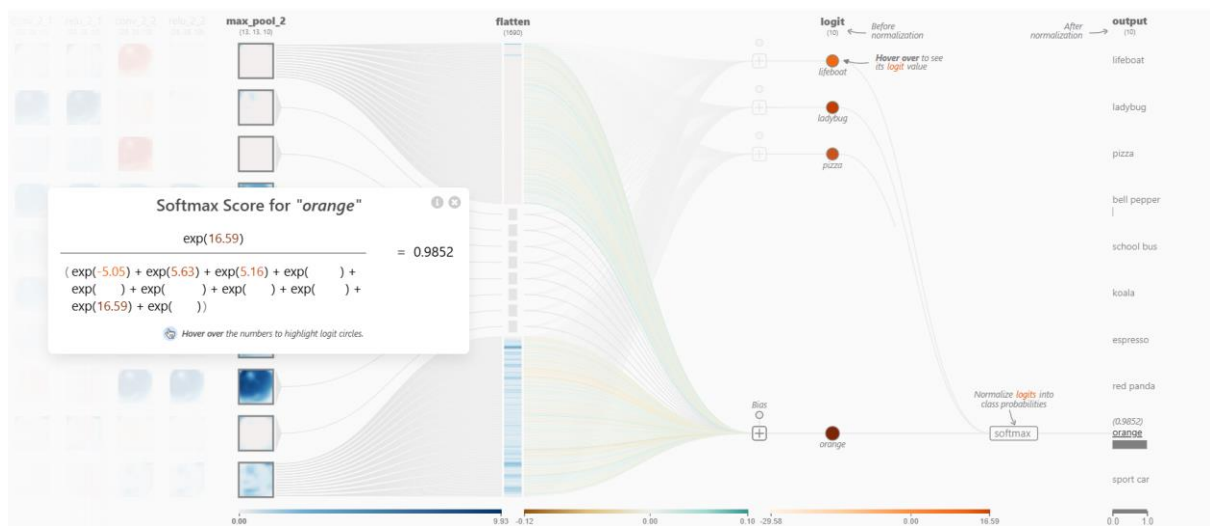 max_pool_2
(13, 13, 10)
flatten
(1690)
logit
(10)
Before
normalization
After
normalization
output
(10)
Hover over to see
its logit value
lifeboat
ladybug
pizza
lifeboat
ladybug
pizza
bell pepper
school bus
koala
espresso
red panda
(0.9852)
orange
sport car
Softmax Score for "orange"
exp(16.59)
= 0.9852
(exp(-5.05) + exp(5.63) + exp(5.16) + exp( ) +
exp( ) + exp( ) + exp( ) + exp( ) +
exp(16.59) + exp( ))
Hover over the numbers to highlight logit circles.
Bias
orange
Normalize logits into
class probabilities
softmax
0.00
9.93
-0.12
0.00
0.10
-29.58
0.00
16.59
0.0
1.0